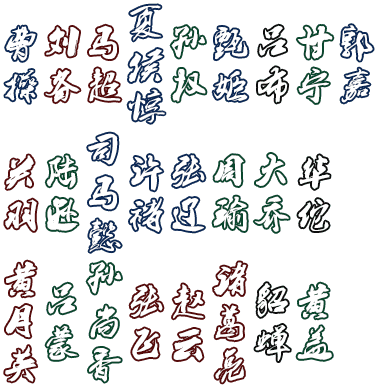 曹操
刘备
马超
夏侯惇
孙权
甄姬
吕布
甘宁
郭嘉
关羽
陆逊
司马懿
许褚
张辽
周瑜
大乔
华佗
黄月英
吕蒙
孙尚香
张飞
赵云
诸葛亮
貂蝉
黄盖